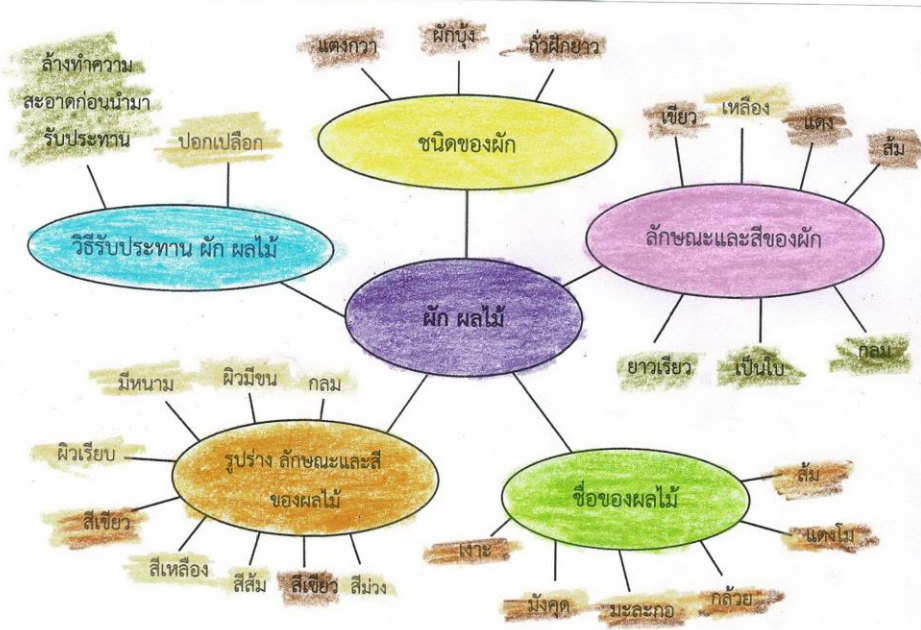 ล้างทำความ
สะอาดก่อนนำมา
รับประทาน
ปอกเปลือก
วิธีรับประทาน ผัก ผลไม้
แตงกวา
ผักบุ้ง
ถั่วฝักยาว
ชนิดของผัก
เขียว
เหลือง
แดง
ส้ม
ลักษณะและสีของผัก
ยาวเรียว
เป็นใบ
กลม
ผัก ผลไม้
มีหนาม
ผิวมีขน
กลม
ผิวเรียบ
รูปร่าง ลักษณะและสี
ของผลไม้
สีเขียว
สีเหลือง
สีส้ม
สีเขียว
สีม่วง
ชื่อของผลไม้
ส้ม
แตงโม
เงาะ
มังคุด
มะละกอ
กล้วย